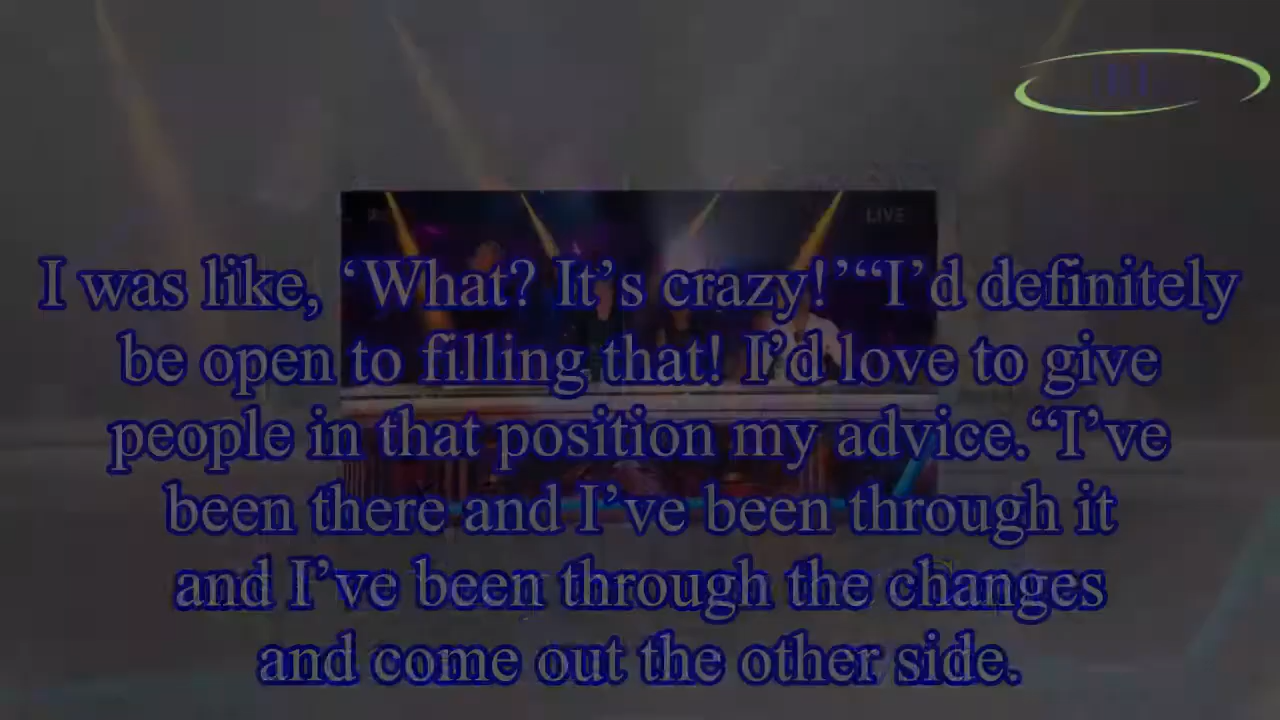 LIVE
I was like, ‘What? It’s crazy!’“I’d definitely
be open to filling that! I’d love to give
people in that position my advice.“I’ve
been there and I’ve been through it
and I’ve been through the changes
and come out the other side.